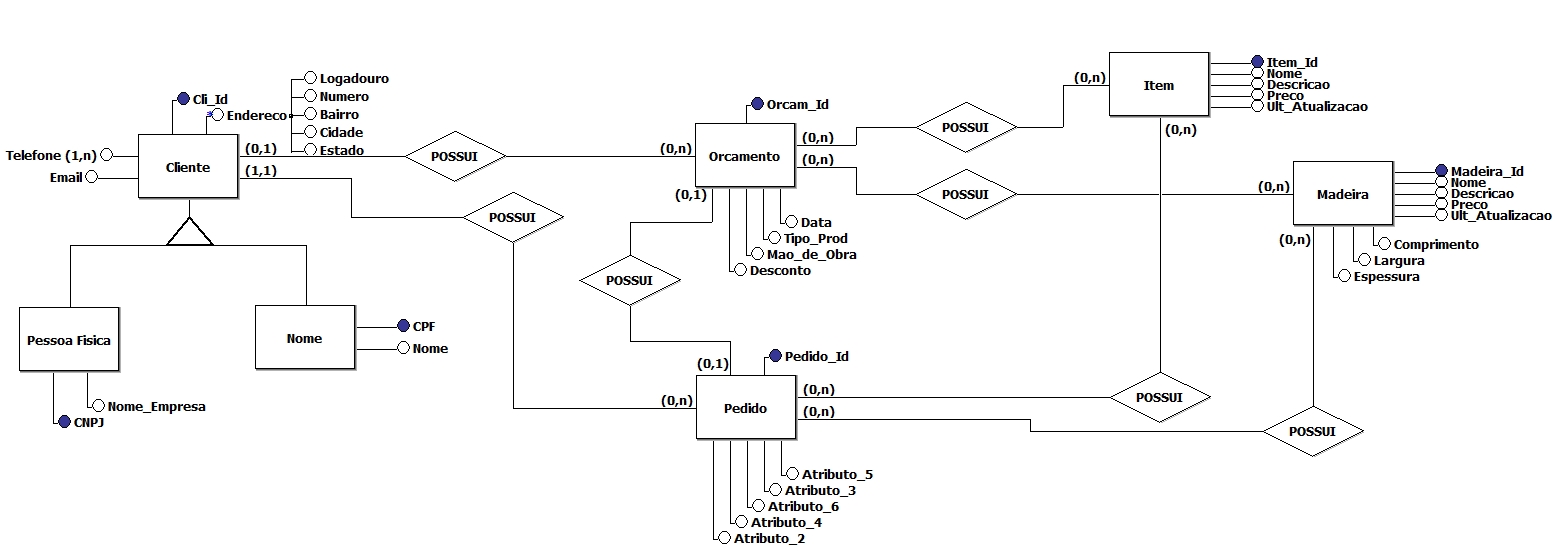 Logadouro
Numero
Bairro
Cidade
Estado
Cli_Id
Endereco
Telefone (1,n)
Email
Cliente
(0,1)
(1,1)
POSSUI
(0,n)
Orcam_Id
Orcamento
(0,n)
(0,n)
(0,1)
Data
Tipo_Prod
Mao_de_Obra
Desconto
POSSUI
POSSUI
(0,n)
Item
Item_Id
Nome
Descricao
Preco
Ult_Atualizacao
(0,n)
(0,n)
Madeira
Madeira_Id
Nome
Descricao
Preco
Ult_Atualizacao
(0,n)
Comprimento
Largura
Espessura
POSSUI
POSSUI
Pessoa Fisica
Nome_Empresa
CNPJ
Nome
CPF
Nome
(0,1)
Pedido_Id
(0,n)
Pedido
(0,n)
(0,n)
POSSUI
POSSUI
Atributo_5
Atributo_3
Atributo_6
Atributo_4
Atributo_2